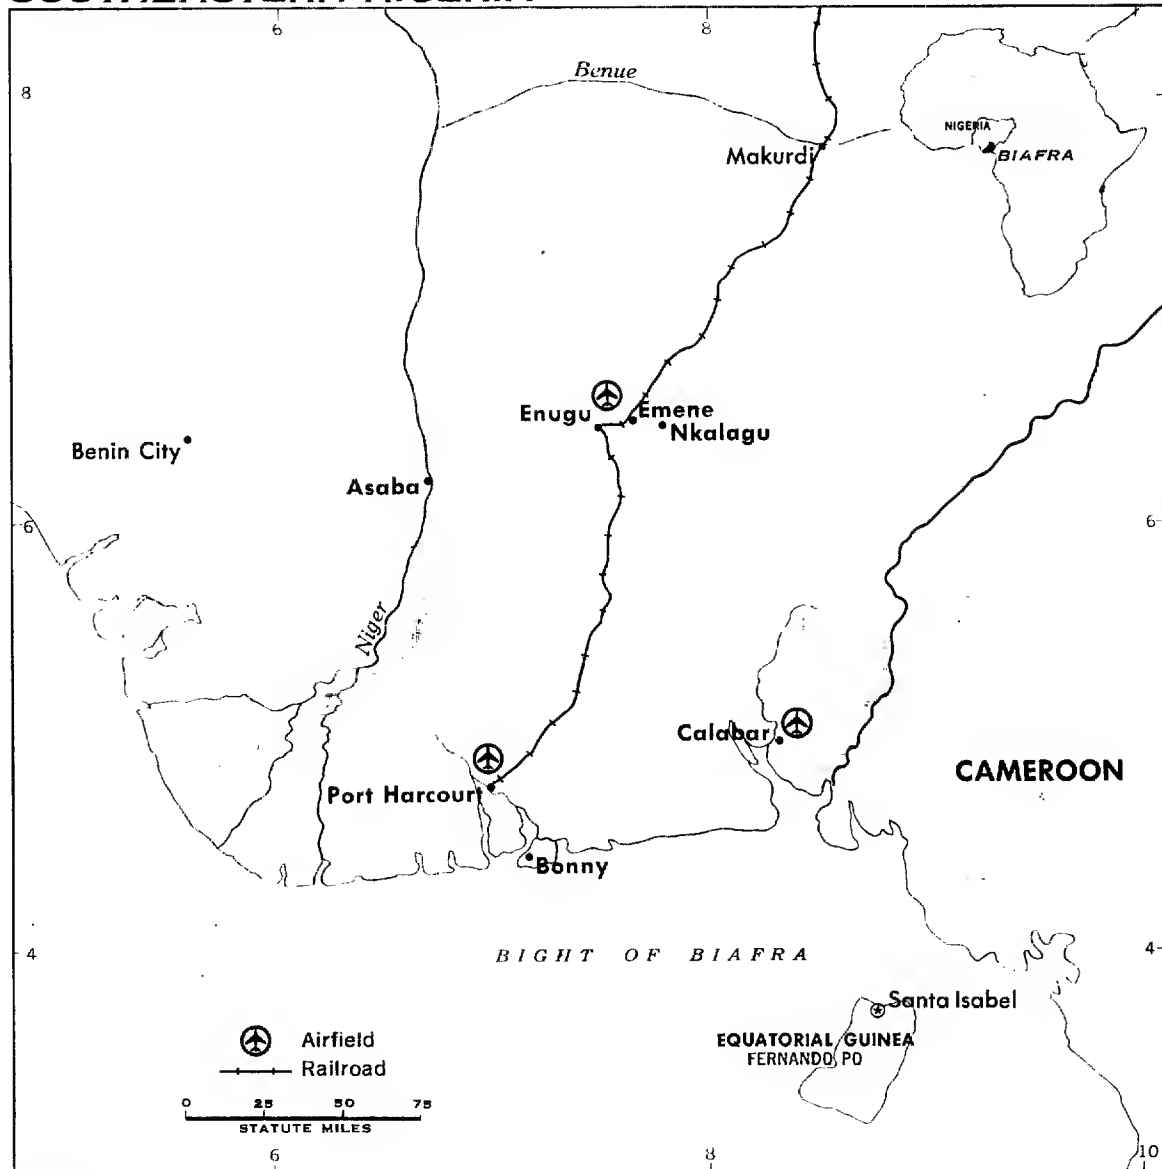 6
8
8
Benue
NIGERIA
BIAFRA
Makurdi
Enugu
Emene
Nkalagu
Benin City
Asaba
6
6
Niger
Calabar
CAMEROON
Port Harcourt
Bonny
4
BIGHT OF BIAFRA
4
Santa Isabel
EQUATORIAL GUINEA
FERNANDO PO
Airfield
Railroad
0 25 50 75
STATUTE MILES
6
8
10